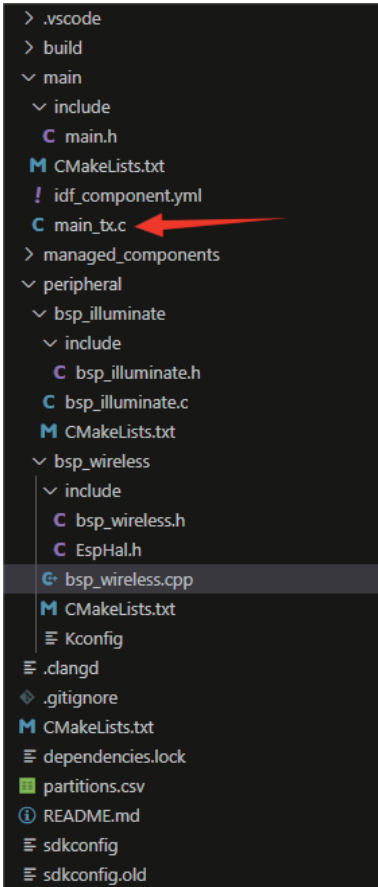 .vscode
build
main
include
C main.h
M CMakeLists.txt
! idf_component.yml
C main_tx.c
managed_components
peripheral
bsp_illuminate
include
C bsp_illuminate.h
C bsp_illuminate.c
M CMakeLists.txt
bsp_wireless
include
C bsp_wireless.h
C EspHal.h
C+ bsp_wireless.cpp
M CMakeLists.txt
Kconfig
.clangd
.gitignore
M CMakeLists.txt
dependencies.lock
partitions.csv
README.md
sdkconfig
sdkconfig.old